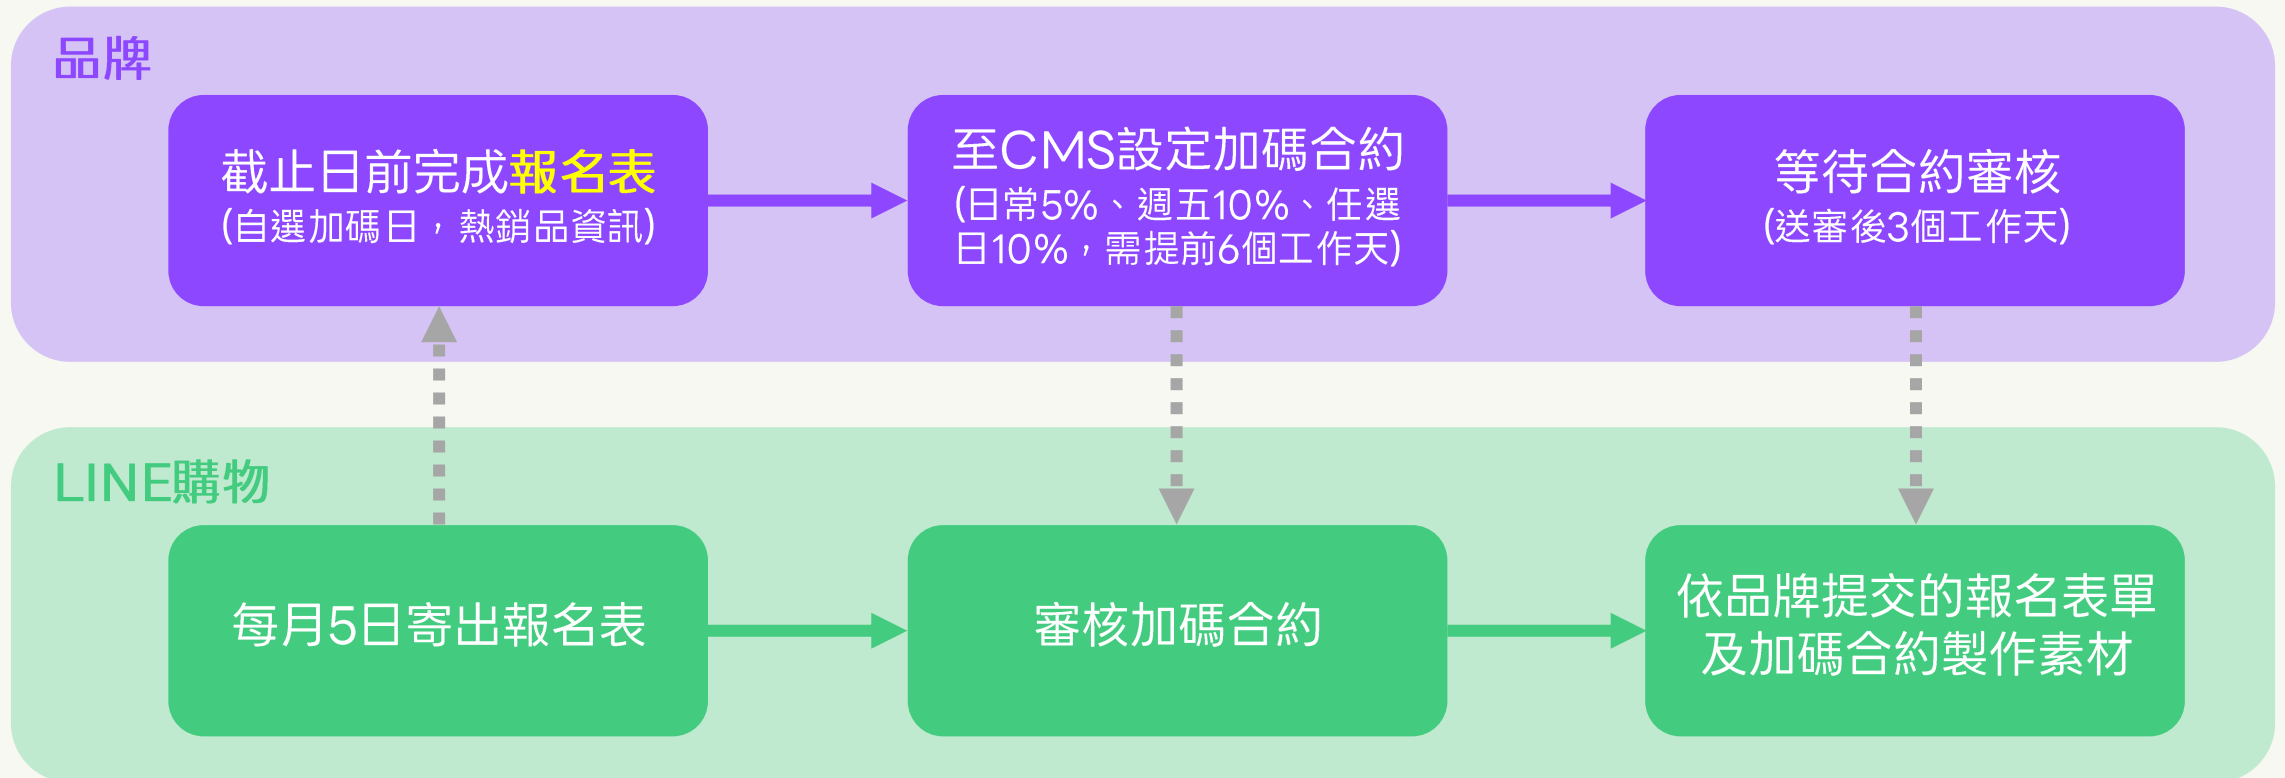 品牌
截止日前完成報名表
(自選加碼日，熱銷品資訊)
至CMS設定加碼合約
(日常5%、週五10%、任選
日10%，需提前6個工作天)
等待合約審核
(送審後3個工作天)
LINE購物
每月5日寄出報名表
審核加碼合約
依品牌提交的報名表單
及加碼合約製作素材